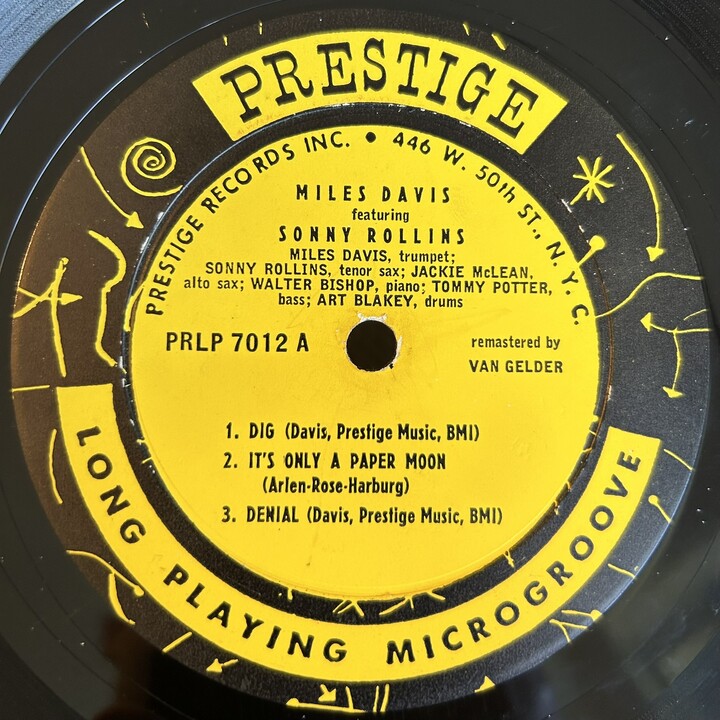 PRESTIGE
PRESTIGE RECORDS INC. • 446 W. 50th ST., N. Y. C.
MILES DAVIS
featuring
SONNY ROLLINS
MILES DAVIS, trumpet;
SONNY ROLLINS, tenor sax; JACKIE McLEAN,
alto sax; WALTER BISHOP, piano; TOMMY POTTER,
bass; ART BLAKEY, drums
PRLP 7012 A
remastered by
VAN GELDER
1. DIG (Davis, Prestige Music, BMI)
2. IT'S ONLY A PAPER MOON
(Arlen-Rose-Harburg)
3. DENIAL (Davis, Prestige Music, BMI)
LONG PLAYING MICROGROOVE